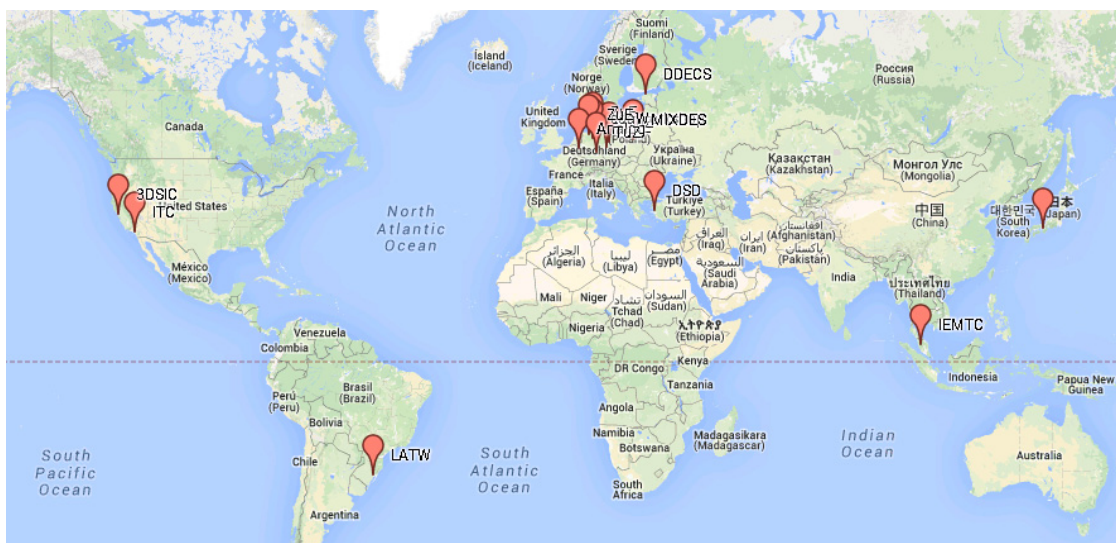 Suomi
(Finland)
Ísland
(Iceland)
Sverige
(Sweden)
DDECS
Россия
(Russia)
Norge
(Norway)
Canada
United
Kingdom
MIXDES
Deutschland
(Germany)
Україна
(Ukraine)
Қазақстан
(Kazakhstan)
Монгол Улс
(Mongolia)
France
Italia
(Italy)
España
(Spain)
DSD
Türkiye
(Turkey)
3DSIC
ITC
United States
North
Atlantic
Ocean
中国
(China)
대한민국
(South
Korea)
日本
(Japan)
العراق
(Iraq)
ایران
(Iran)
افغانستان
(Afghanistan)
پاکستان
(Pakistan)
الجزائر
(Algeria)
ليبيا
(Libya)
مصر
(Egypt)
السعودية
(Saudi
Arabia)
México
(Mexico)
India
ประเทศไทย
(Thailand)
Mali
Niger
تشاد
Tchad
(Chad)
السودان
(Sudan)
Nigeria
ኢትዮጵያ
(Ethiopia)
IEMTC
Venezuela
Colombia
Kenya
DR Congo
Indonesia
Papua New
Guinea
Tanzania
Perú
(Peru)
Brasil
(Brazil)
Bolivia
Angola
Namibia
Botswana
Madagasikara
(Madagascar)
South
Pacific
Ocean
Chile
LATW
South
Atlantic
Ocean
Indian
Ocean
Australia
South
Africa
Argentina